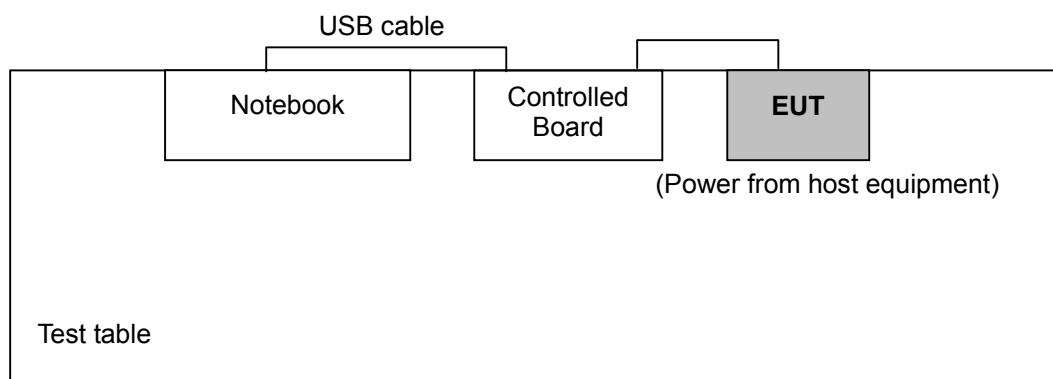 USB cable
Notebook
Controlled
Board
EUT
(Power from host equipment)
Test table